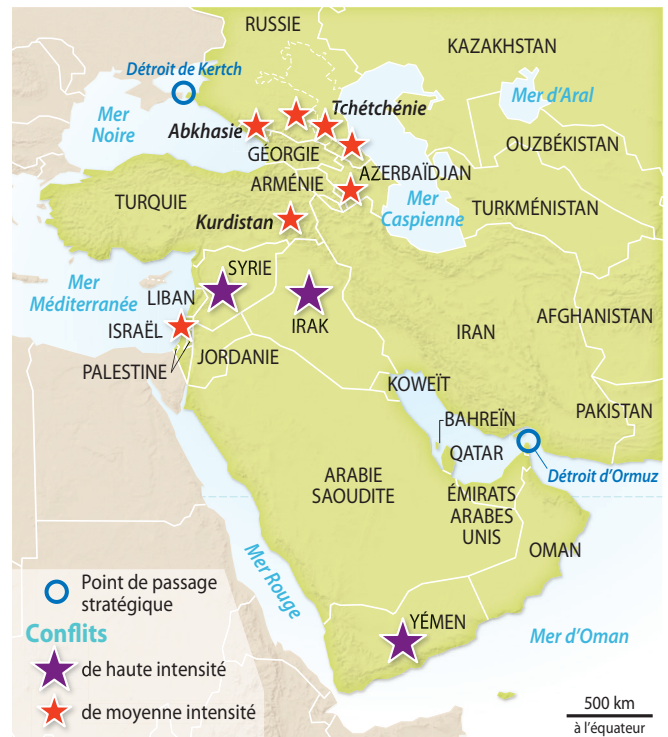 RUSSIE
KAZAKHSTAN
Détroit de Kertch
Mer d'Aral
Tchétchénie
Mer
Noire
Abkhasie
OUZBÉKISTAN
GÉORGIE
AZERBAÏDJAN
ARMÉNIE
TURQUIE
Mer
Caspienne
TURKMÉNISTAN
Kurdistan
SYRIE
Mer
Méditerranée
LIBAN
AFGHANISTAN
IRAK
ISRAËL
IRAN
JORDANIE
PALESTINE
KOWEÏT
PAKISTAN
BAHREÏN
QATAR
Détroit d'Ormuz
ARABIE
SAOUDITE
ÉMIRATS
ARABES
UNIS
OMAN
Mer Rouge
YÉMEN
Mer d'Oman
Point de passage
stratégique
Conflits
de haute intensité
de moyenne intensité
500 km
à l'équateur